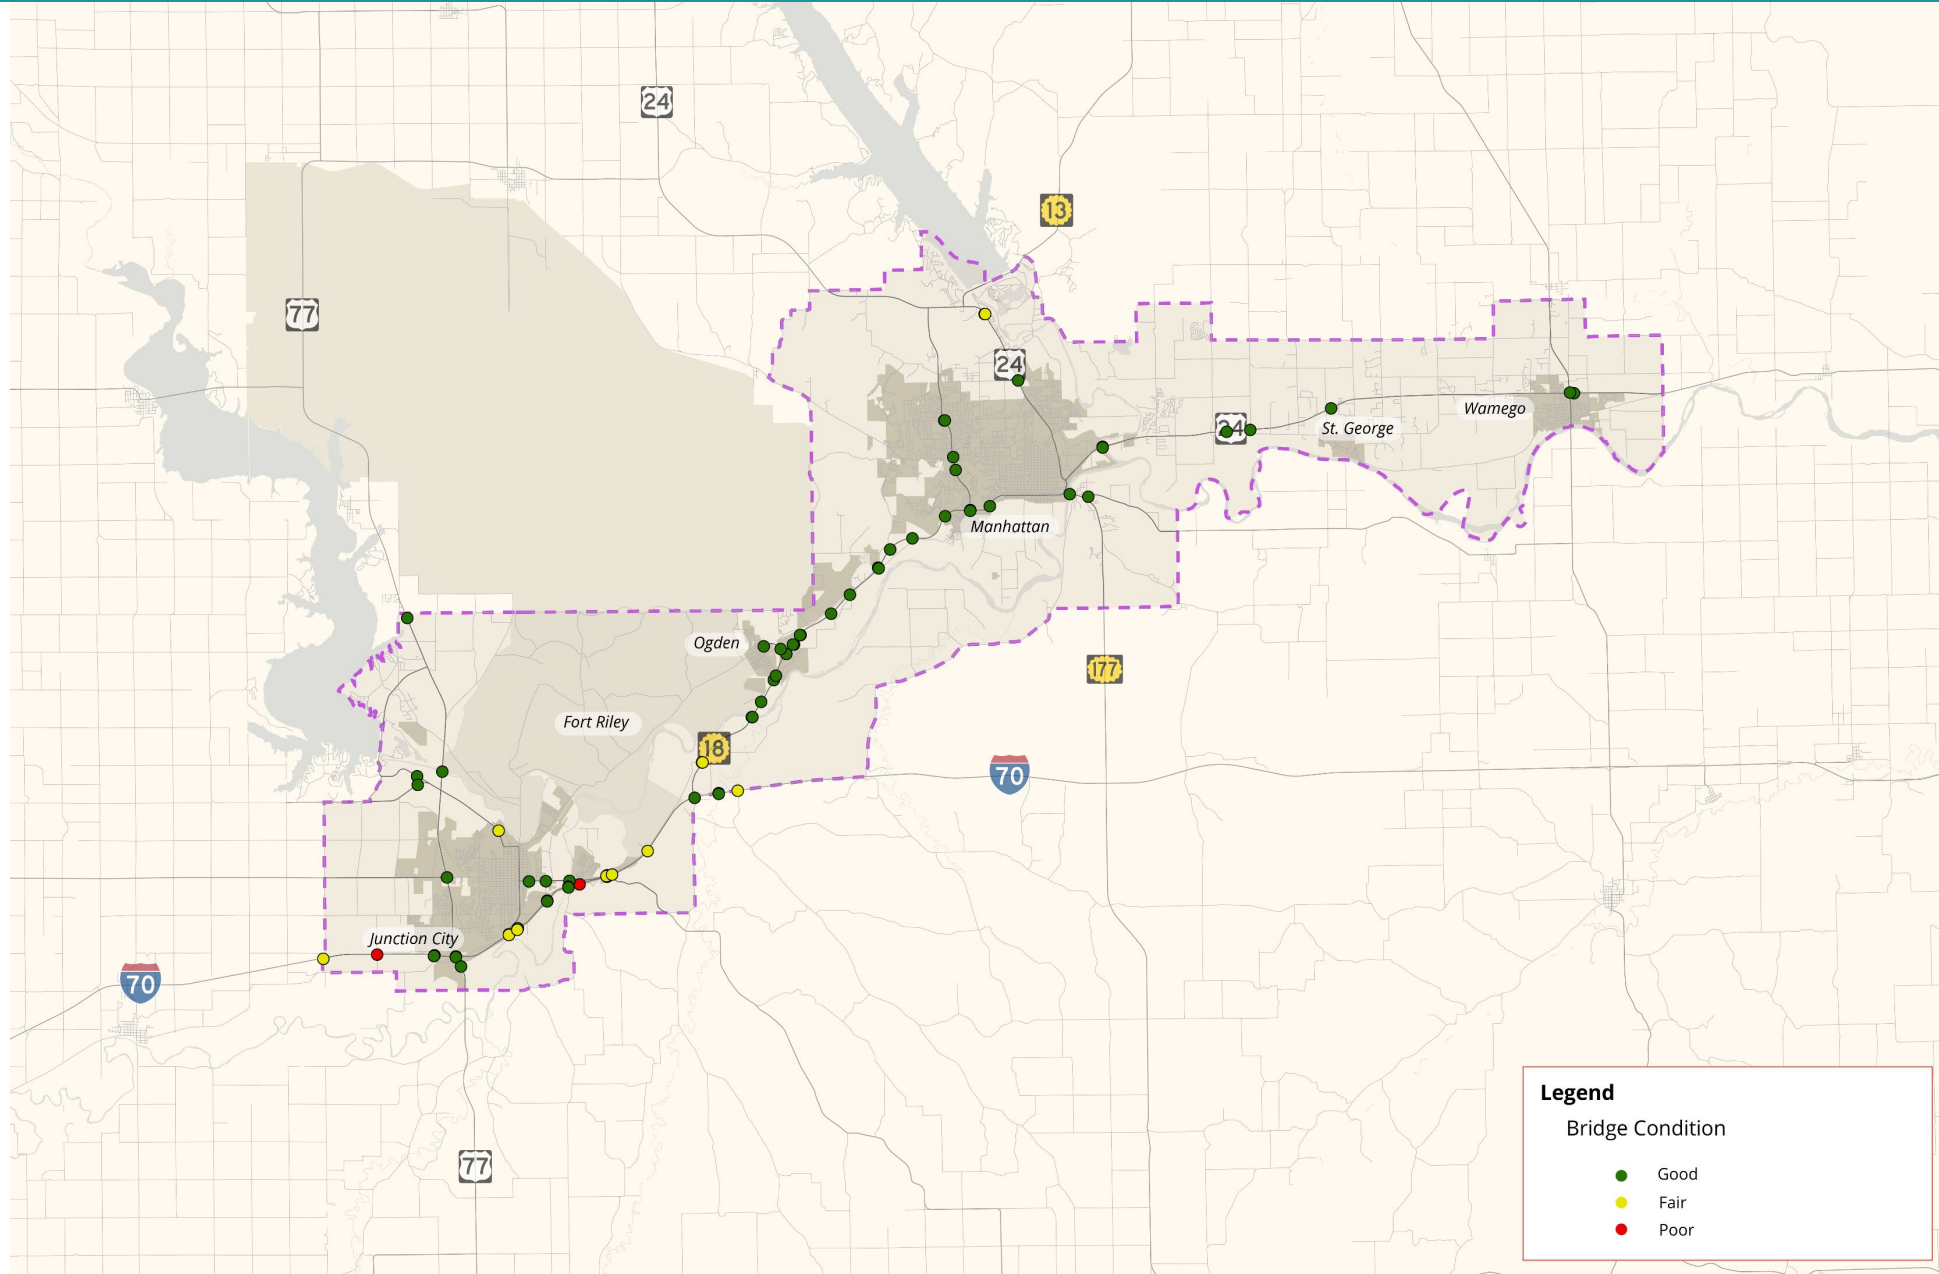 24
13
77
24
24
Wamego
St. George
Manhattan
Ogden
177
Fort Riley
18
70
Junction City
70
77
Legend
Bridge Condition
Good
Fair
Poor